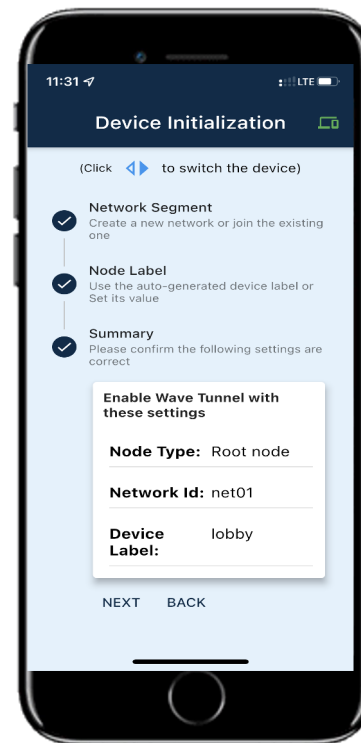 11:31 LTE
Device Initialization
(Click to switch the device)
Network Segment
Create a new network or join the existing
one
Node Label
Use the auto-generated device label or
Set its value
Summary
Please confirm the following settings are
correct
Enable Wave Tunnel with
these settings
Node Type: Root node
Network Id: net01
Device lobby
Label:
NEXT BACK